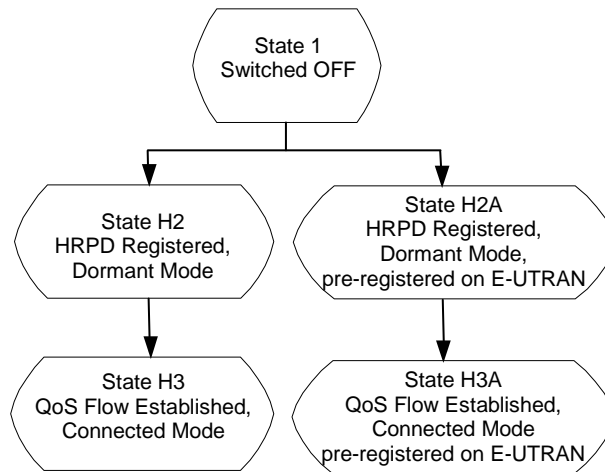 State 1
Switched OFF
State H2
HRPD Registered,
Dormant Mode
State H2A
HRPD Registered,
Dormant Mode,
pre-registered on E-UTRAN
State H3
QoS Flow Established,
Connected Mode
State H3A
QoS Flow Established,
Connected Mode
pre-registered on E-UTRAN